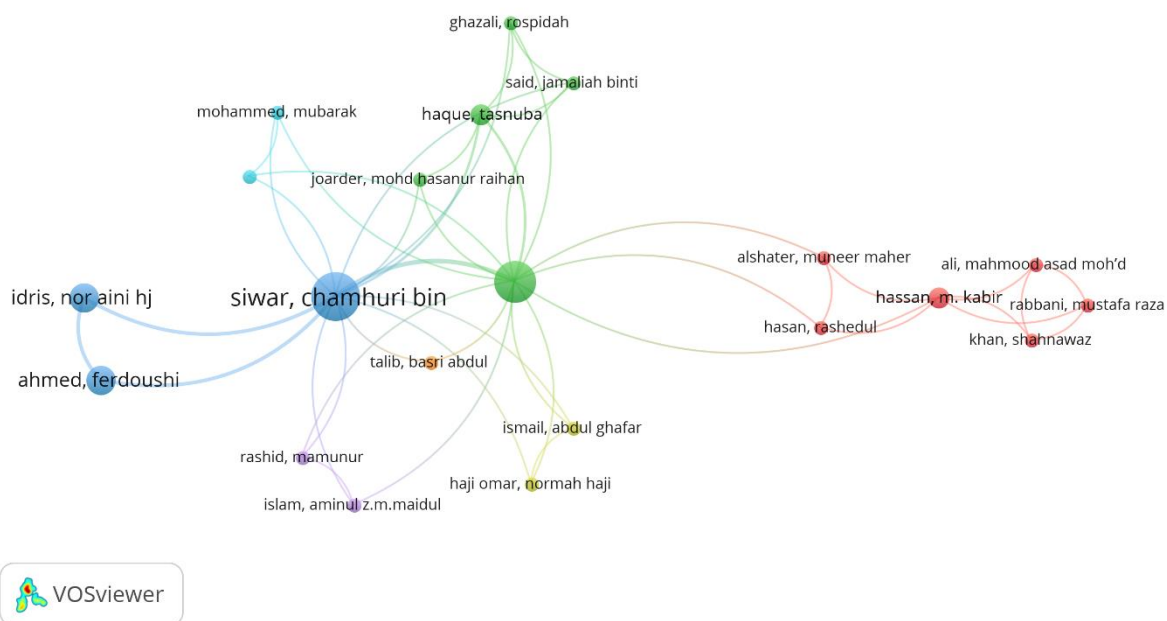 ghazali, rospidah
said, jamaliah binti
mohammed, mubarak
haque, tasnuba
joarder, mohd hasanur raihan
alshater, muneer maher
ali, mahmood asad moh'd
idris, nor aini hj
siwar, chamhuri bin
hassan, m. kabir
rabbani, mustafa raza
hasan, rashedul
khan, shahnawaz
talib, basri abdul
ahmed, ferdoushi
ismail, abdul ghafar
rashid, mamunur
haji omar, normah haji
islam, aminul z.m.maidul
VOSviewer